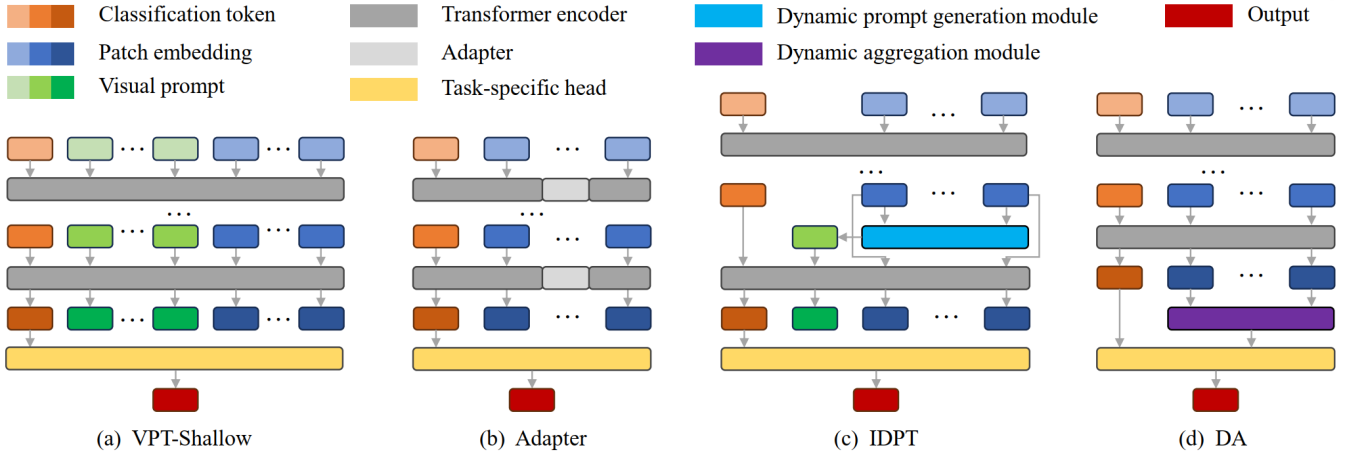 Classification token
Transformer encoder
Dynamic prompt generation module
Output
Patch embedding
Adapter
Dynamic aggregation module
Visual prompt
Task-specific head
(a) VPT-Shallow
(b) Adapter
(c) IDPT
(d) DA